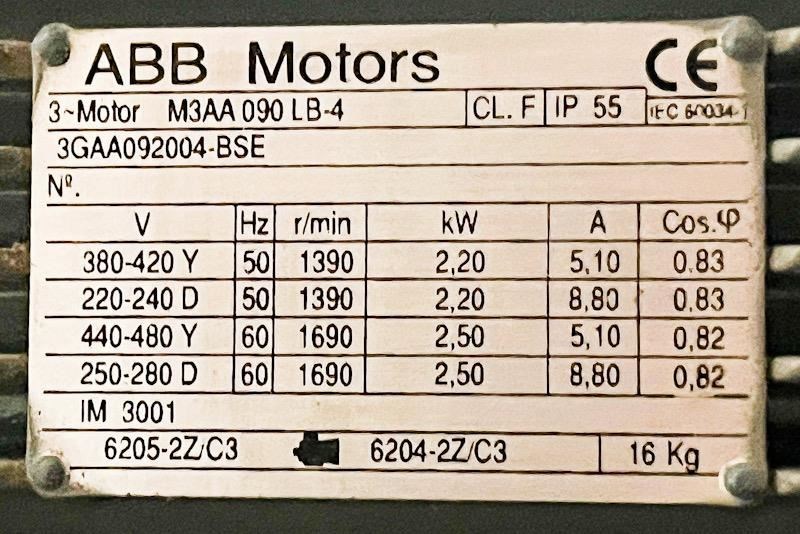 ABB Motors CE
3~Motor M3AA 090 LB-4 CL. F IP 55 IEC 60034-1
3GAA092004-BSE
Nº.
V Hz r/min kW A Cos.φ
380-420 Y 50 1390 2,20 5,10 0,83
220-240 D 50 1390 2,20 8,80 0,83
440-480 Y 60 1690 2,50 5,10 0,82
250-280 D 60 1690 2,50 8,80 0,82
IM 3001
6205-2Z/C3 6204-2Z/C3 16 Kg